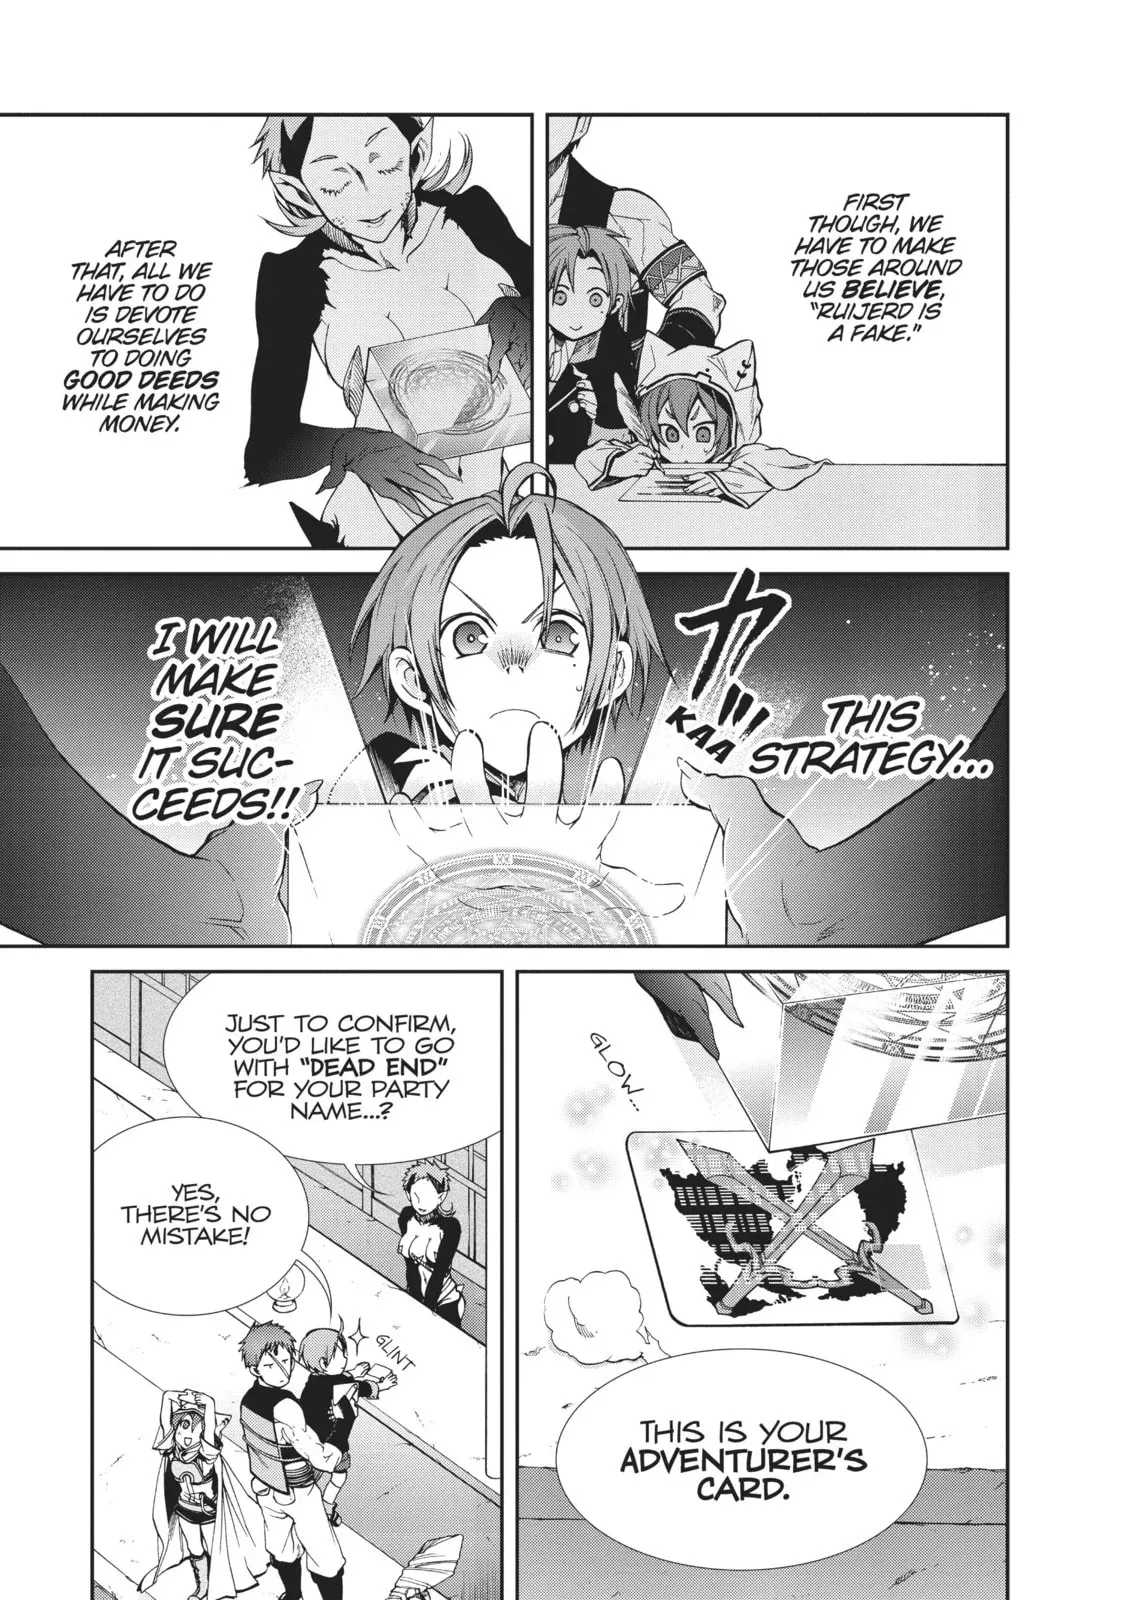 FIRST
THOUGH, WE
HAVE TO MAKE
THOSE AROUND
US BELIEVE,
"RUIJERD IS
A FAKE."
AFTER
THAT, ALL WE
HAVE TO DO
IS DEVOTE
OURSELVES
TO DOING
GOOD DEEDS
WHILE MAKING
MONEY.
カッ!!!
KAA
THIS
STRATEGY...
I WILL
MAKE
SURE
IT SUC-
CEEDS!!
GLOW...
THIS IS YOUR
ADVENTURER'S
CARD.
JUST TO CONFIRM,
YOU'D LIKE TO GO
WITH "DEAD END"
FOR YOUR PARTY
NAME...?
YES,
THERE'S NO
MISTAKE!
GLINT